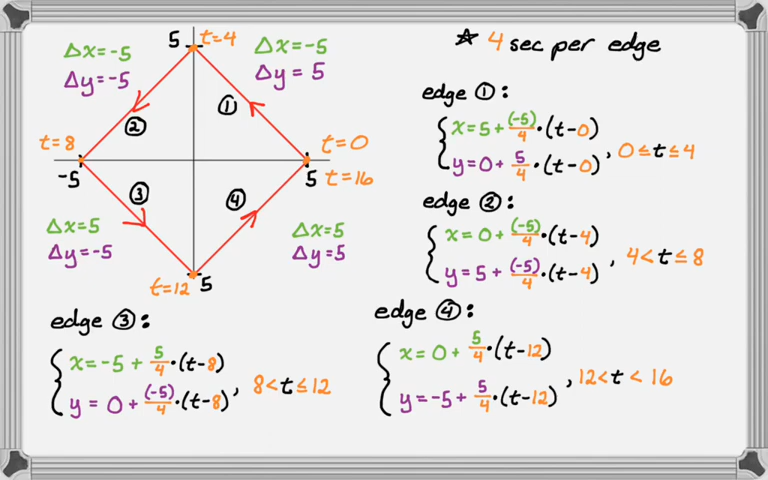 5 t=4
Δx=-5
Δy=-5
Δx=-5
Δy=5
★ 4 sec per edge
①
②
t=8
-5
t=0
5 t=16
③
④
Δx=5
Δy=-5
Δx=5
Δy=5
t=12 -5
edge ①:
{ x=5+(-5)/4·(t-0)
y=0+5/4·(t-0) , 0≤t≤4
edge ②:
{ x=0+(-5)/4·(t-4)
y=5+(-5)/4·(t-4) , 4<t≤8
edge ③:
{ x=-5+5/4·(t-8)
y=0+(-5)/4·(t-8) , 8<t≤12
edge ④:
{ x=0+5/4·(t-12)
y=-5+5/4·(t-12) , 12<t<16